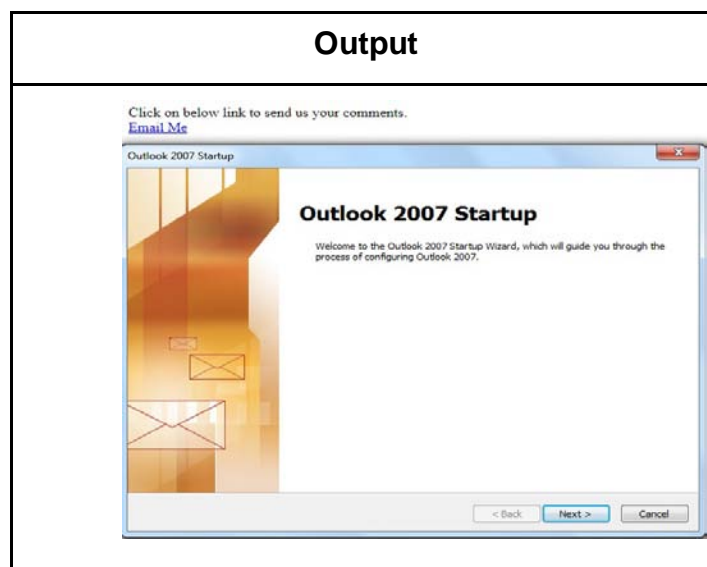 Output
Click on below link to send us your comments.
Email Me
Outlook 2007 Startup
X
Outlook 2007 Startup
Welcome to the Outlook 2007 Startup Wizard, which will guide you through the
process of configuring Outlook 2007.
< Back Next > Cancel